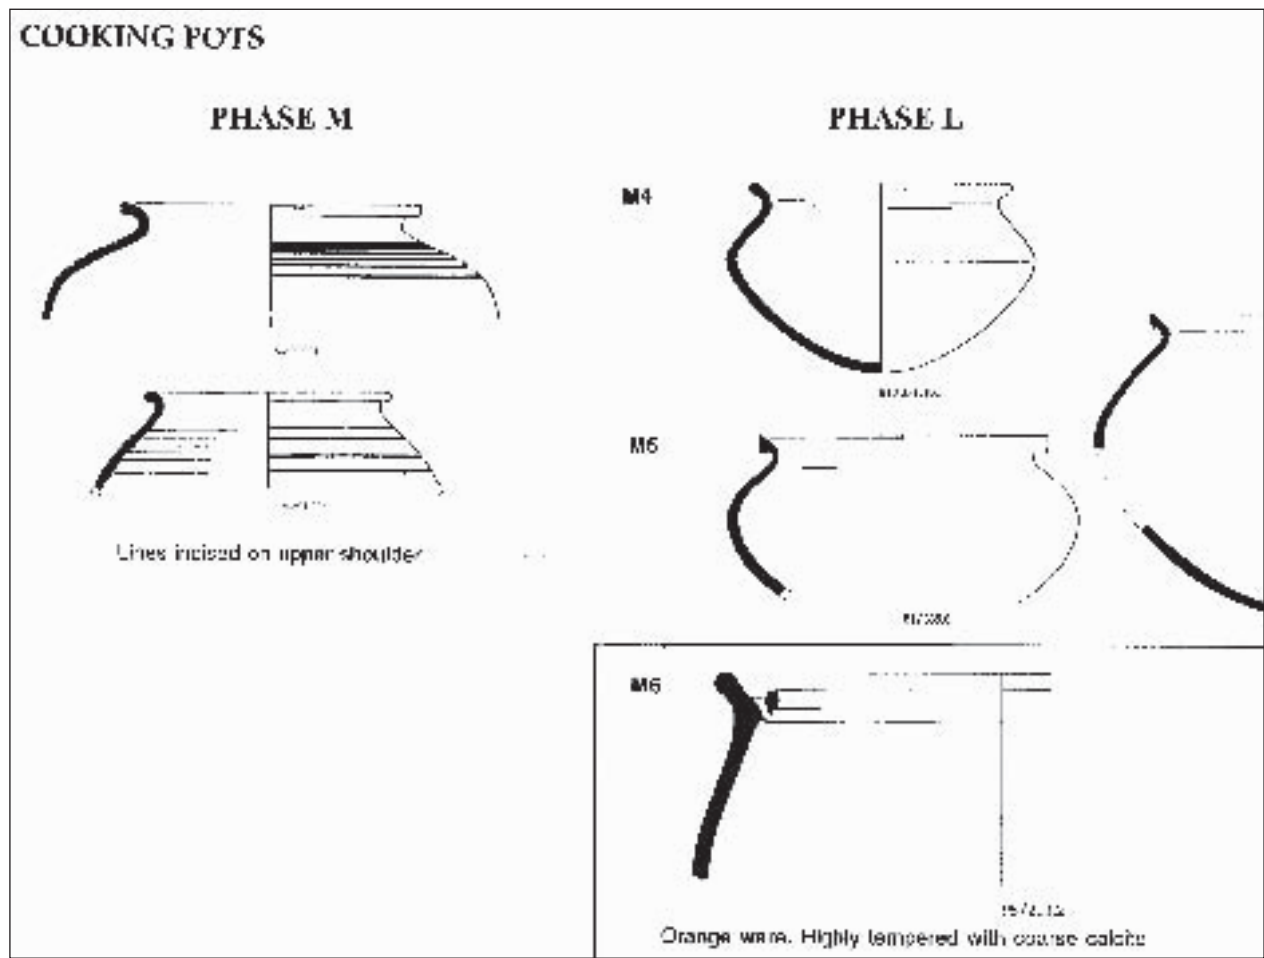 COOKING POTS
PHASE M
PHASE L
M4
M5
Lines incised on upper shoulder
M6
Orange ware. Highly tempered with coarse calcite